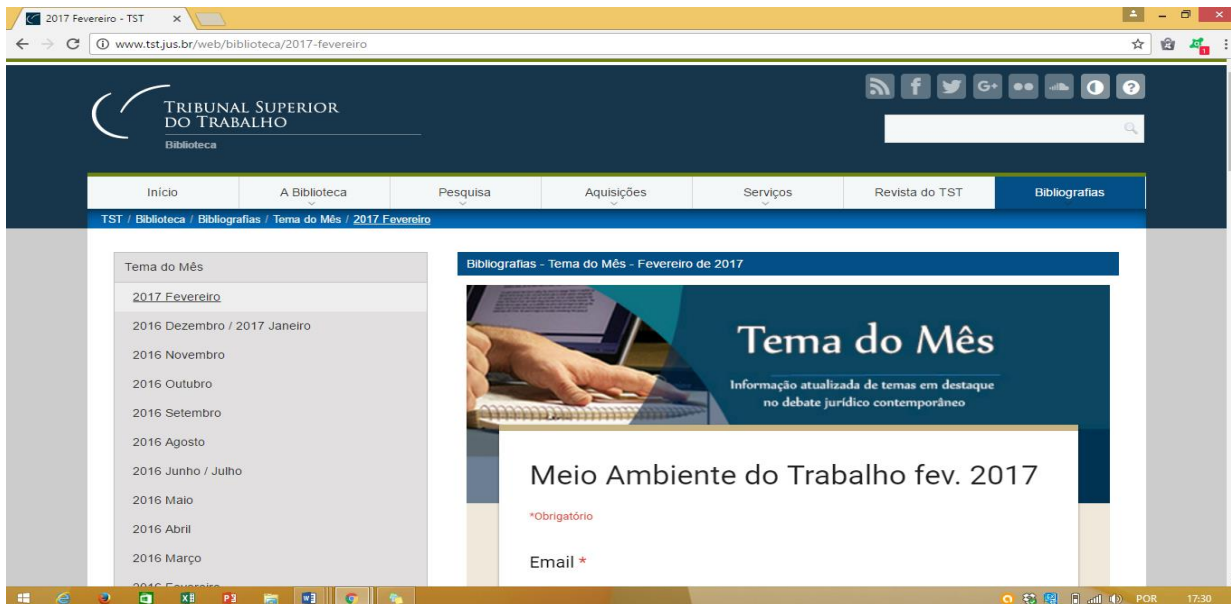 2017 Fevereiro - TST
www.tst.jus.br/web/biblioteca/2017-fevereiro
TRIBUNAL SUPERIOR
DO TRABALHO
Biblioteca
Início A Biblioteca Pesquisa Aquisições Serviços Revista do TST Bibliografias
TST / Biblioteca / Bibliografias / Tema do Mês / 2017 Fevereiro
Tema do Mês
2017 Fevereiro
2016 Dezembro / 2017 Janeiro
2016 Novembro
2016 Outubro
2016 Setembro
2016 Agosto
2016 Junho / Julho
2016 Maio
2016 Abril
2016 Março
2016 Fevereiro
Bibliografias - Tema do Mês - Fevereiro de 2017
Tema do Mês
Informação atualizada de temas em destaque
no debate jurídico contemporâneo
Meio Ambiente do Trabalho fev. 2017
*Obrigatório
Email *
POR 17:30